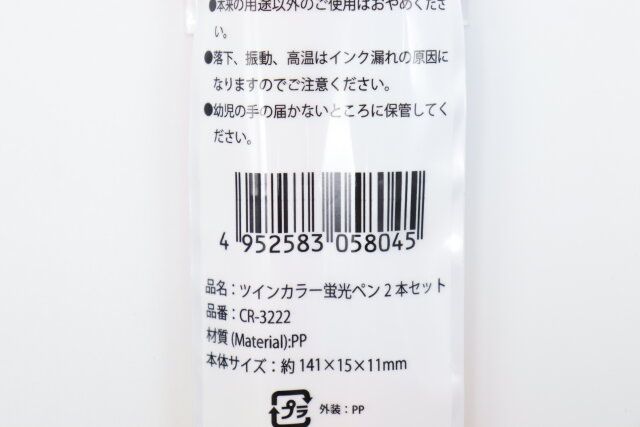 ●本来の用途以外のご使用はおやめくださ
い。
●落下、振動、高温はインク漏れの原因に
なりますのでご注意ください。
●幼児の手の届かないところに保管してく
ださい。
4 952583 058045
品名：ツインカラー蛍光ペン2本セット
品番：CR-3222
材質(Material):PP
本体サイズ：約141×15×11mm
プラ 外装：PP